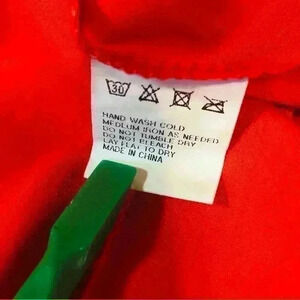 30
HAND WASH COLD
MEDLUM IRON AS NEEDED
DO NOT TUMBLE DRY
DO NOT BLEACH
LAY FLAT TO DRY
MADE IN CHINA